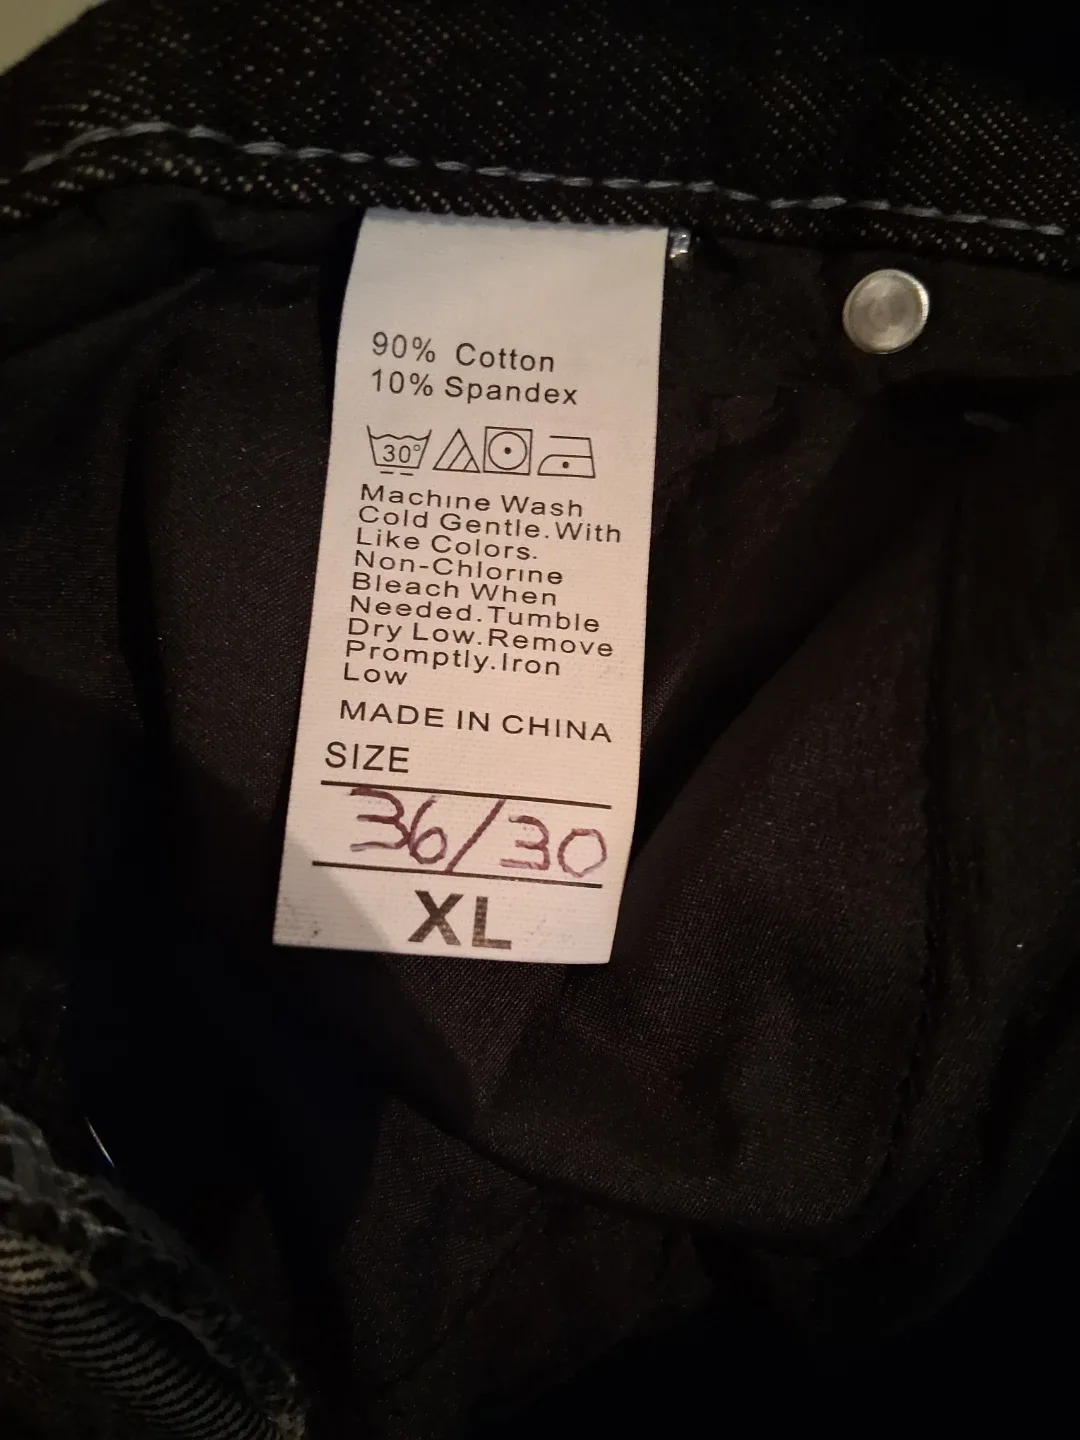 90% Cotton
10% Spandex
30°
Machine Wash
Cold Gentle.With
Like Colors.
Non-Chlorine
Bleach When
Needed.Tumble
Dry Low.Remove
Promptly.Iron
Low
MADE IN CHINA
SIZE
36/30
XL